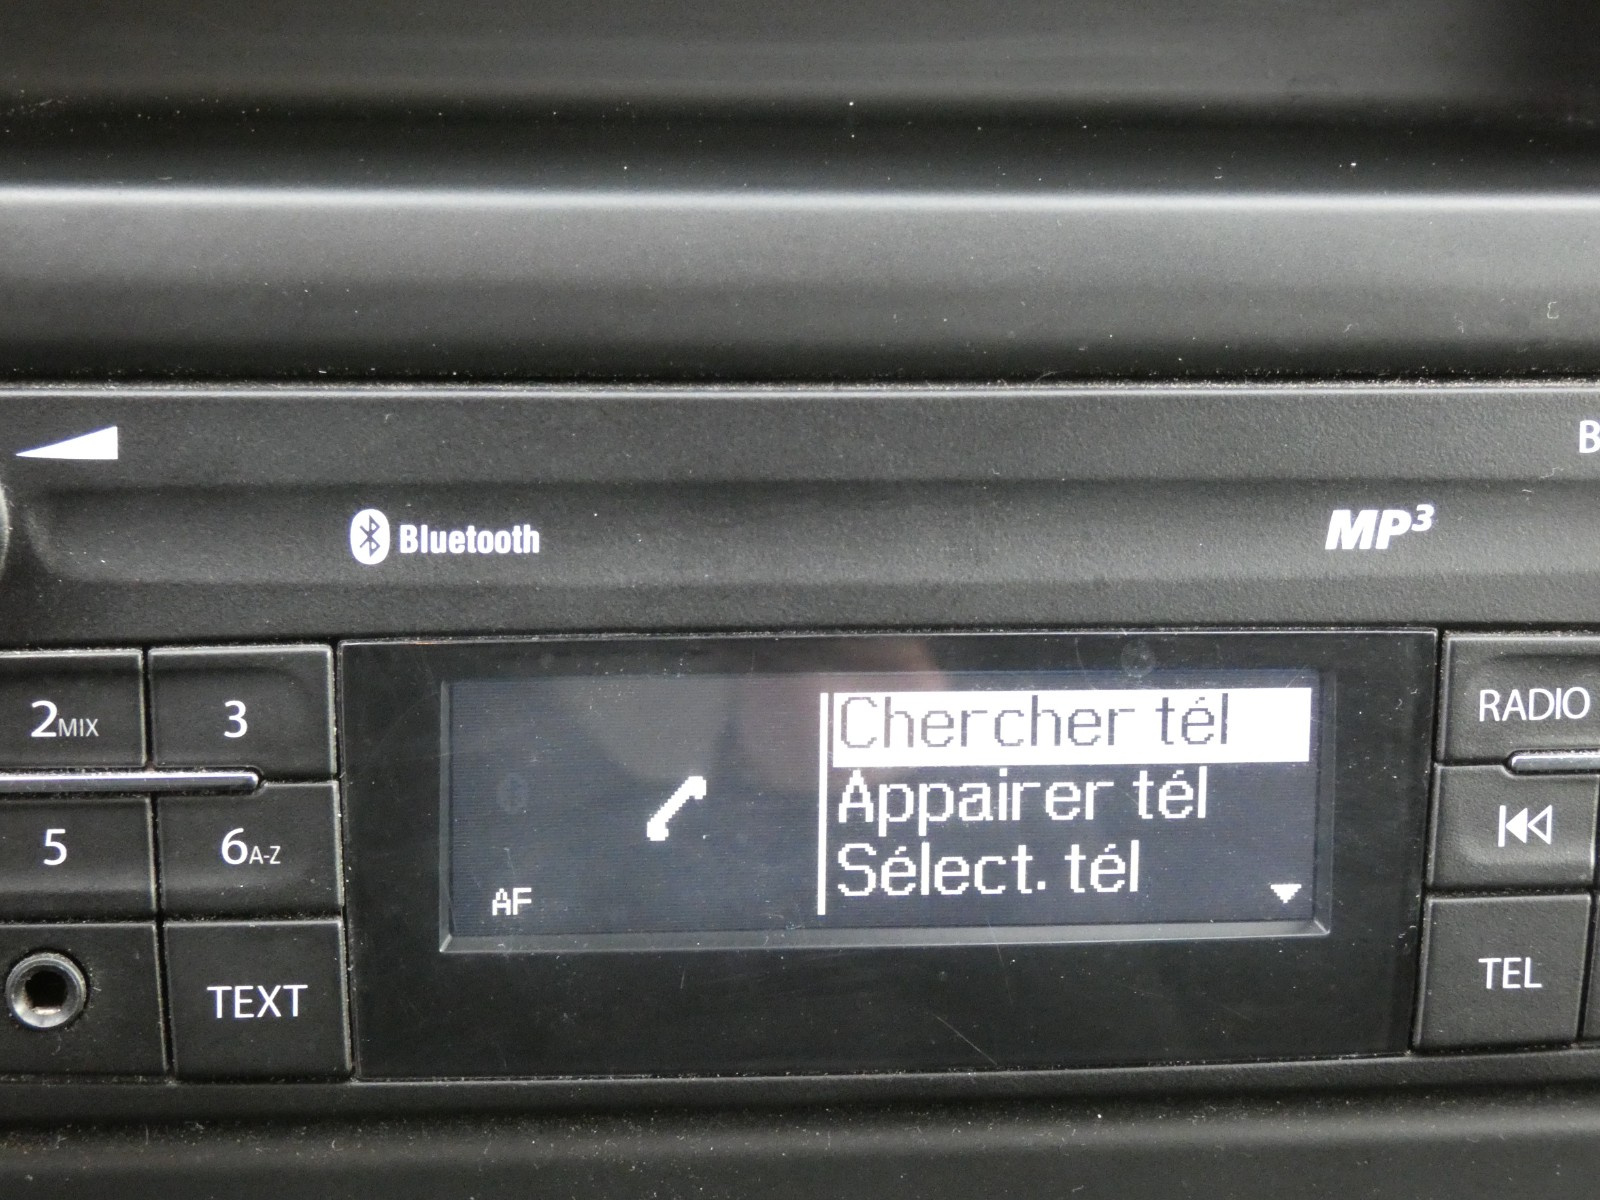 Bluetooth
MP3
2MIX
3
RADIO
Chercher tél
Appairer tél
Sélect. tél
5
6A-Z
AF
TEXT
TEL